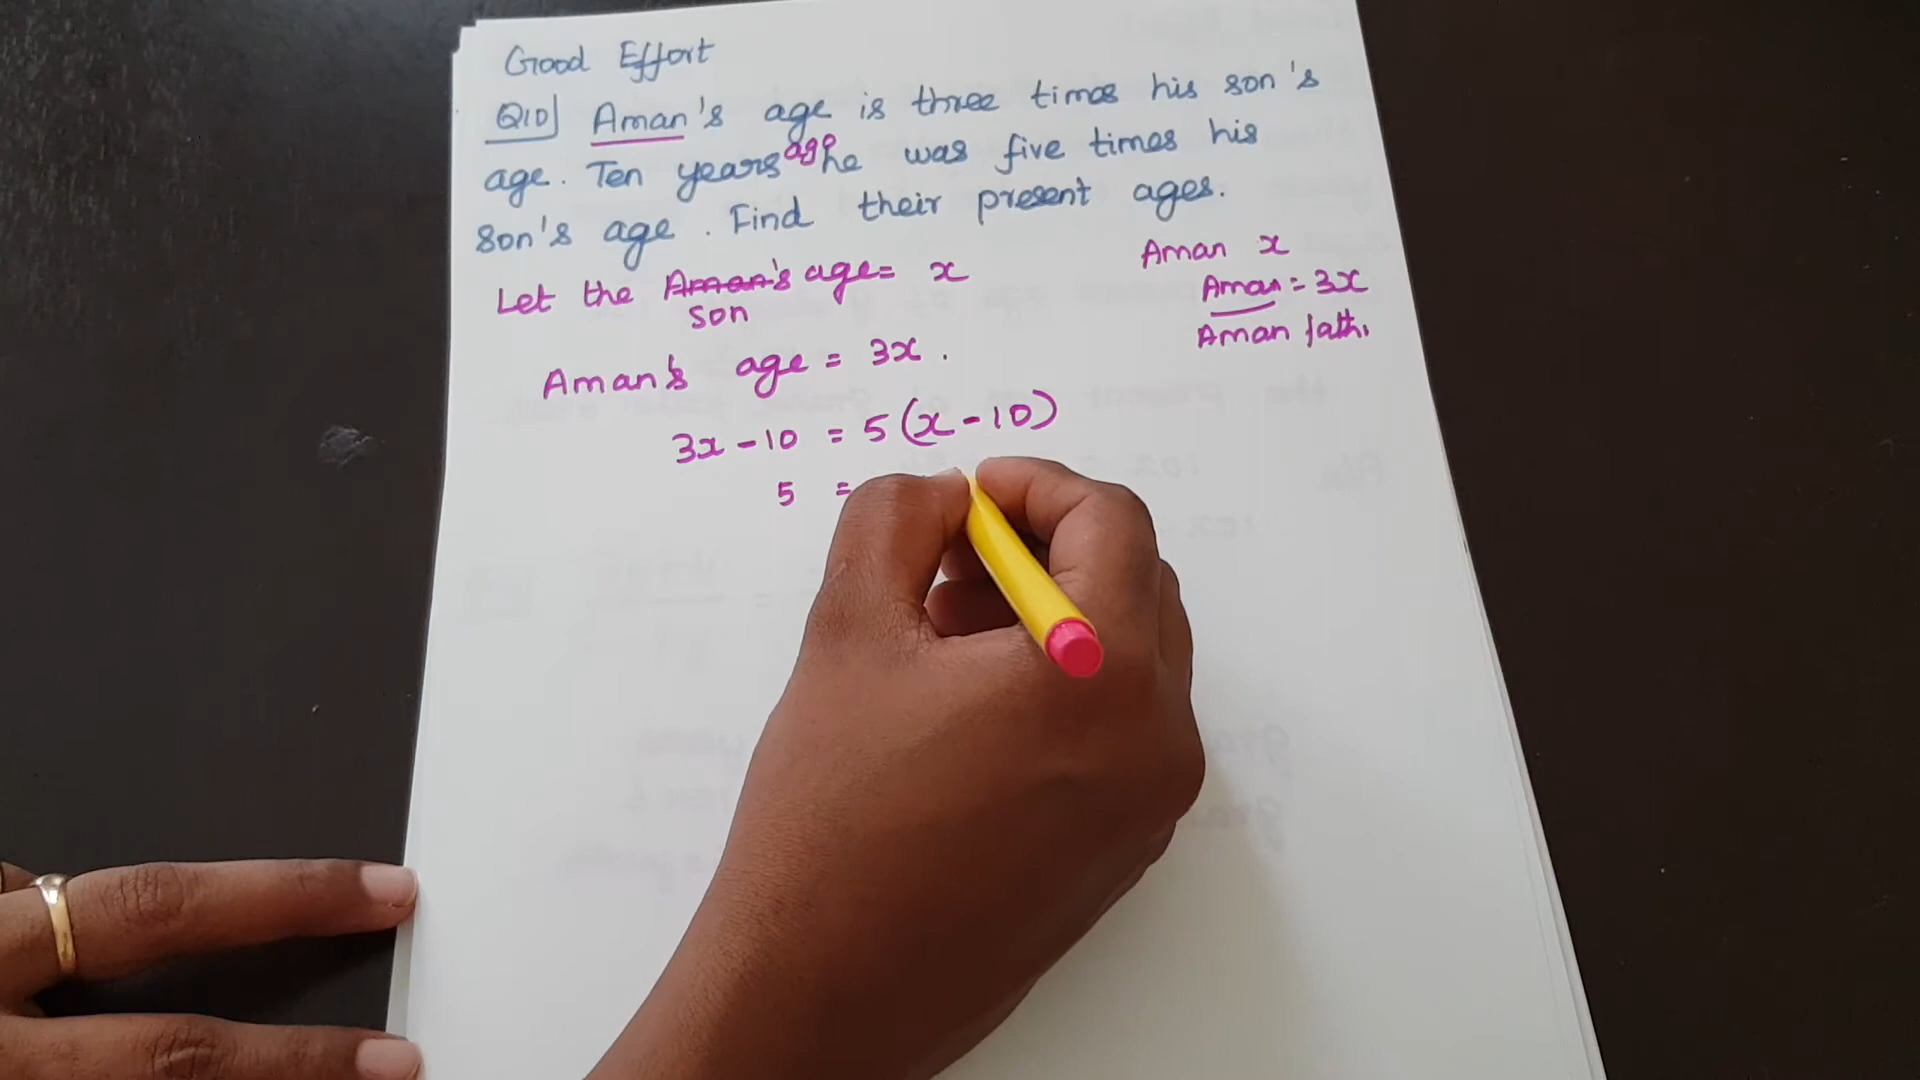 Good Effort
Q10] Aman's age is three times his son's
age. Ten years ago he was five times his
son's age. Find their present ages.
Let the Aman's age = x
son
Aman x
Aman = 3x
Aman fath.
Aman's age = 3x.
3x - 10 = 5(x - 10)
5 =